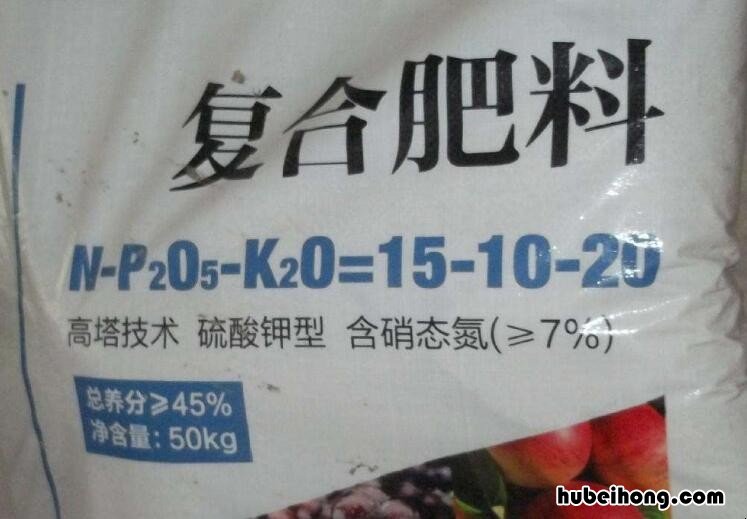 复合肥料
N-P₂O₅-K₂O=15-10-20
高塔技术 硫酸钾型 含硝态氮(≥7%)
总养分≥45%
净含量：50kg
hubeihong.com